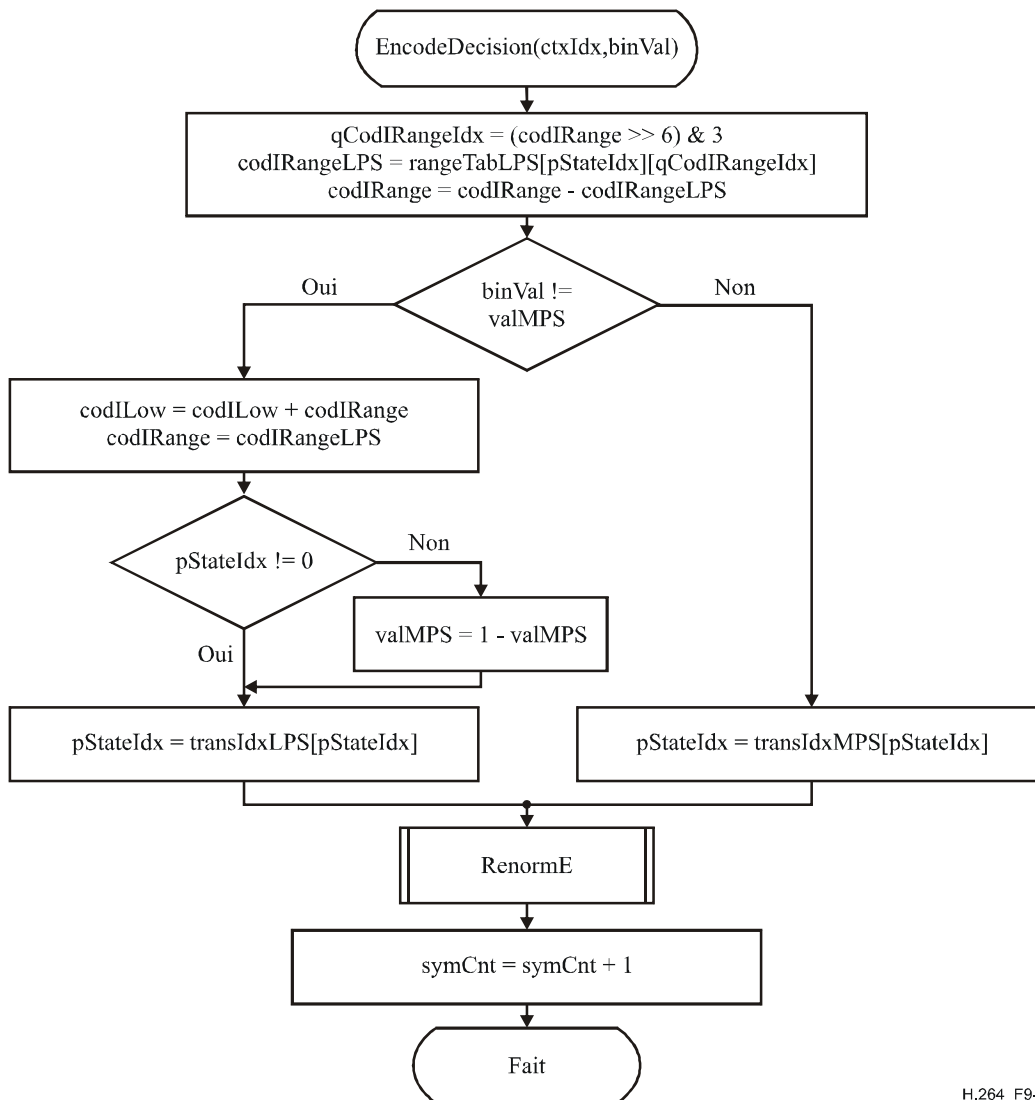 EncodeDecision(ctxIdx,binVal)
qCodIRangeIdx = (codIRange >> 6) & 3
codIRangeLPS = rangeTabLPS[pStateIdx][qCodIRangeIdx]
codIRange = codIRange - codIRangeLPS
Oui
binVal !=
valMPS
Non
codILow = codILow + codIRange
codIRange = codIRangeLPS
pStateIdx != 0
Non
valMPS = 1 - valMPS
Oui
pStateIdx = transIdxLPS[pStateIdx]
pStateIdx = transIdxMPS[pStateIdx]
RenormE
symCnt = symCnt + 1
Fait
H.264_F9-